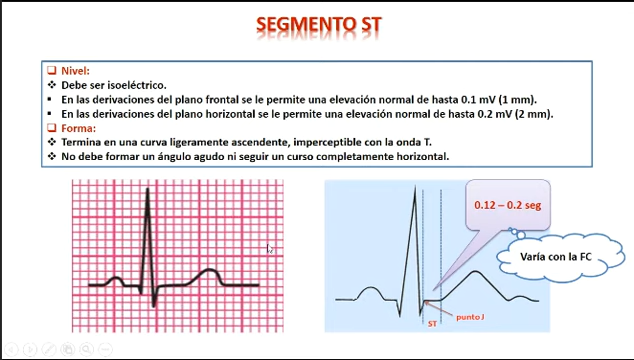 SEGMENTO ST
Nivel:
Debe ser isoeléctrico.
En las derivaciones del plano frontal se le permite una elevación normal de hasta 0.1 mV (1 mm).
En las derivaciones del plano horizontal se le permite una elevación normal de hasta 0.2 mV (2 mm).
Forma:
Termina en una curva ligeramente ascendente, imperceptible con la onda T.
No debe formar un ángulo agudo ni seguir un curso completamente horizontal.
0.12 – 0.2 seg
Varía con la FC
punto J
ST